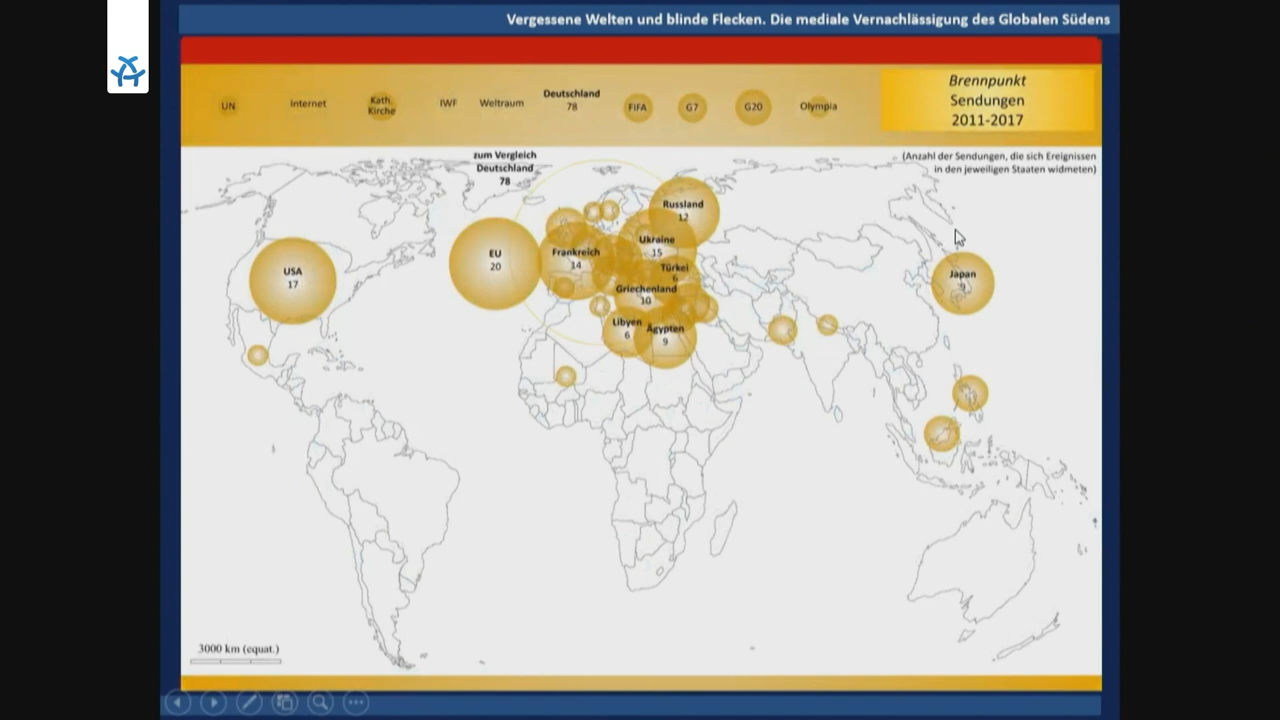 Vergessene Welten und blinde Flecken. Die mediale Vernachlässigung des Globalen Südens
UN
Internet
Kath.
Kirche
IWF
Weltraum
Deutschland
78
FIFA
G7
G20
Olympia
Brennpunkt
Sendungen
2011-2017
(Anzahl der Sendungen, die sich Ereignissen
in den jeweiligen Staaten widmeten)
zum Vergleich
Deutschland
78
Russland
12
Ukraine
15
EU
20
Frankreich
14
Türkei
6
USA
17
Japan
9
Griechenland
10
Libyen
6
Ägypten
9
3000 km (equat.)